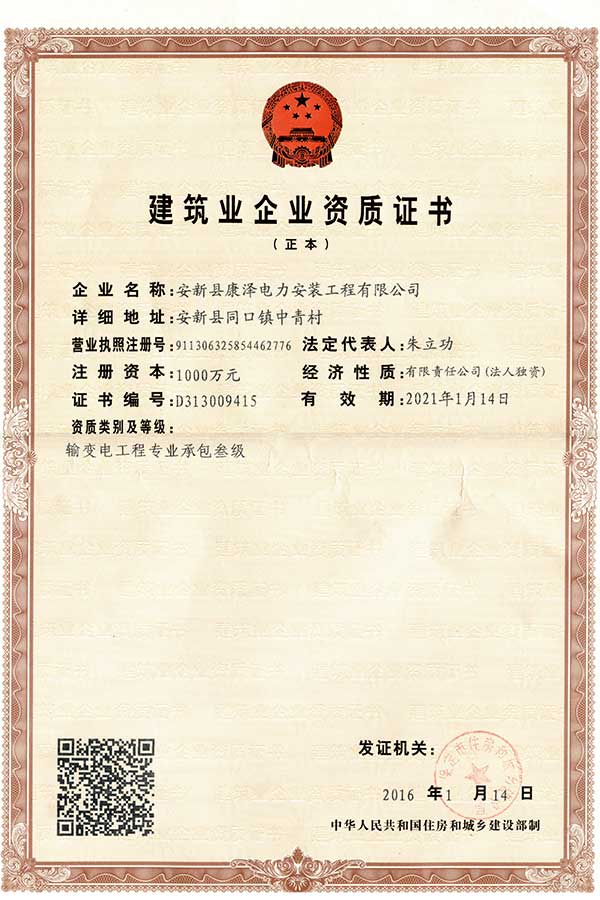 建筑业企业资质证书
（正本）
企业名称：安新县康泽电力安装工程有限公司
详细地址：安新县同口镇中青村
营业执照注册号：911306325854462776 法定代表人：朱立功
注册资本：1000万元 经济性质：有限责任公司(法人独资)
证书编号：D313009415 有效期：2021年1月14日
资质类别及等级：
输变电工程专业承包叁级
发证机关：
2016 年1 月14日
中华人民共和国住房和城乡建设部制